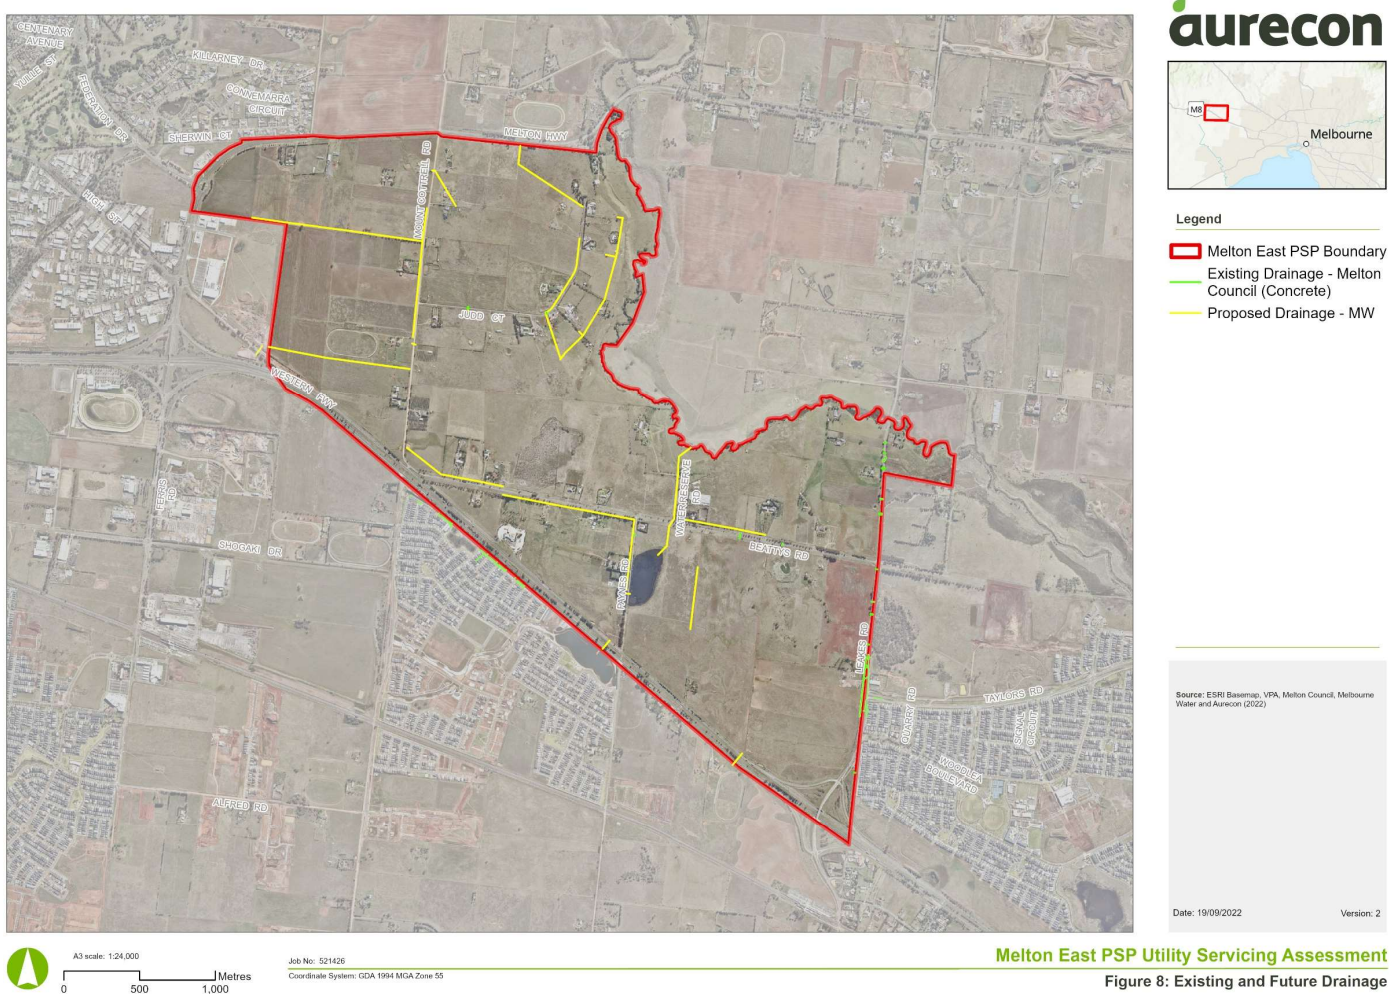 aurecon
CENTENARY
AVENUE
YUILLE ST
FEDERATION DR
KILLARNEY DR
CONNEMARRA
CIRCUIT
SHERWIN CT
MELTON HWY
HIGH ST
MOUNT COTTRELL RD
JUDD CT
WESTERN FWY
FERRIS
RD
SHOGAKI DR
WATER RESERVE
RD
BEATTYS RD
PAYNES RD
LEAKES RD
QUARRY RD
TAYLORS RD
SIGNAL
CIRCUIT
WOODLEA
BOULEVARD
ALFRED RD
M8
Melbourne
Legend
Melton East PSP Boundary
Existing Drainage - Melton
Council (Concrete)
Proposed Drainage - MW
Source: ESRI Basemap, VPA, Melton Council, Melbourne
Water and Aurecon (2022)
Date: 19/09/2022
Version: 2
A3 scale: 1:24,000
Metres
0
500
1,000
Job No: 521426
Coordinate System: GDA 1994 MGA Zone 55
Melton East PSP Utility Servicing Assessment
Figure 8: Existing and Future Drainage